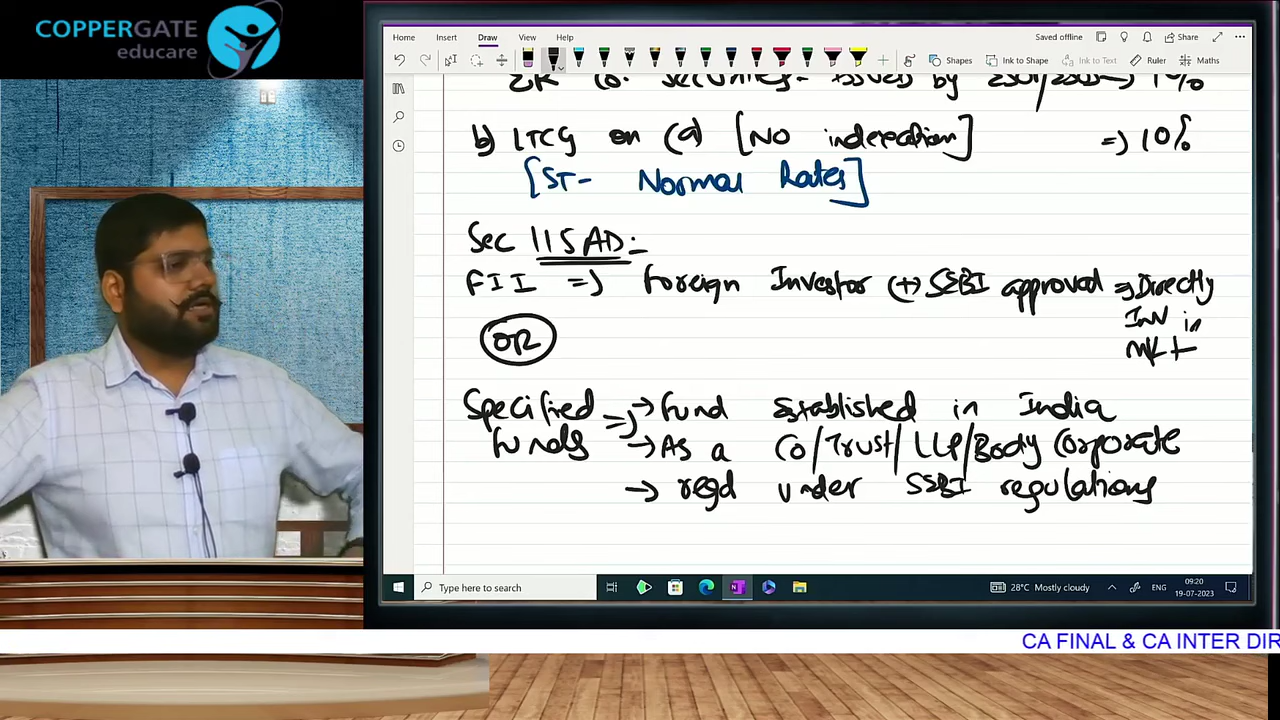 COPPERGATE
educare
Home Insert Draw View Help
Saved offline
Share
Shapes
Ink to Shape
Ink to Text
Ruler
Maths
issued by
b) LTCG on (a) [NO indexation] => 10%
[ST- Normal Rates]
Sec 115AD:-
FII => Foreign Investor (+) SEBI approved => Directly
INV in
MKT
OR
Specified => → Fund established in India
funds → As a Co/Trust/LLP/Body Corporate
→ regd under SEBI regulations
Type here to search
28°C Mostly cloudy
ENG
09:20
19-07-2023
CA FINAL & CA INTER DIR